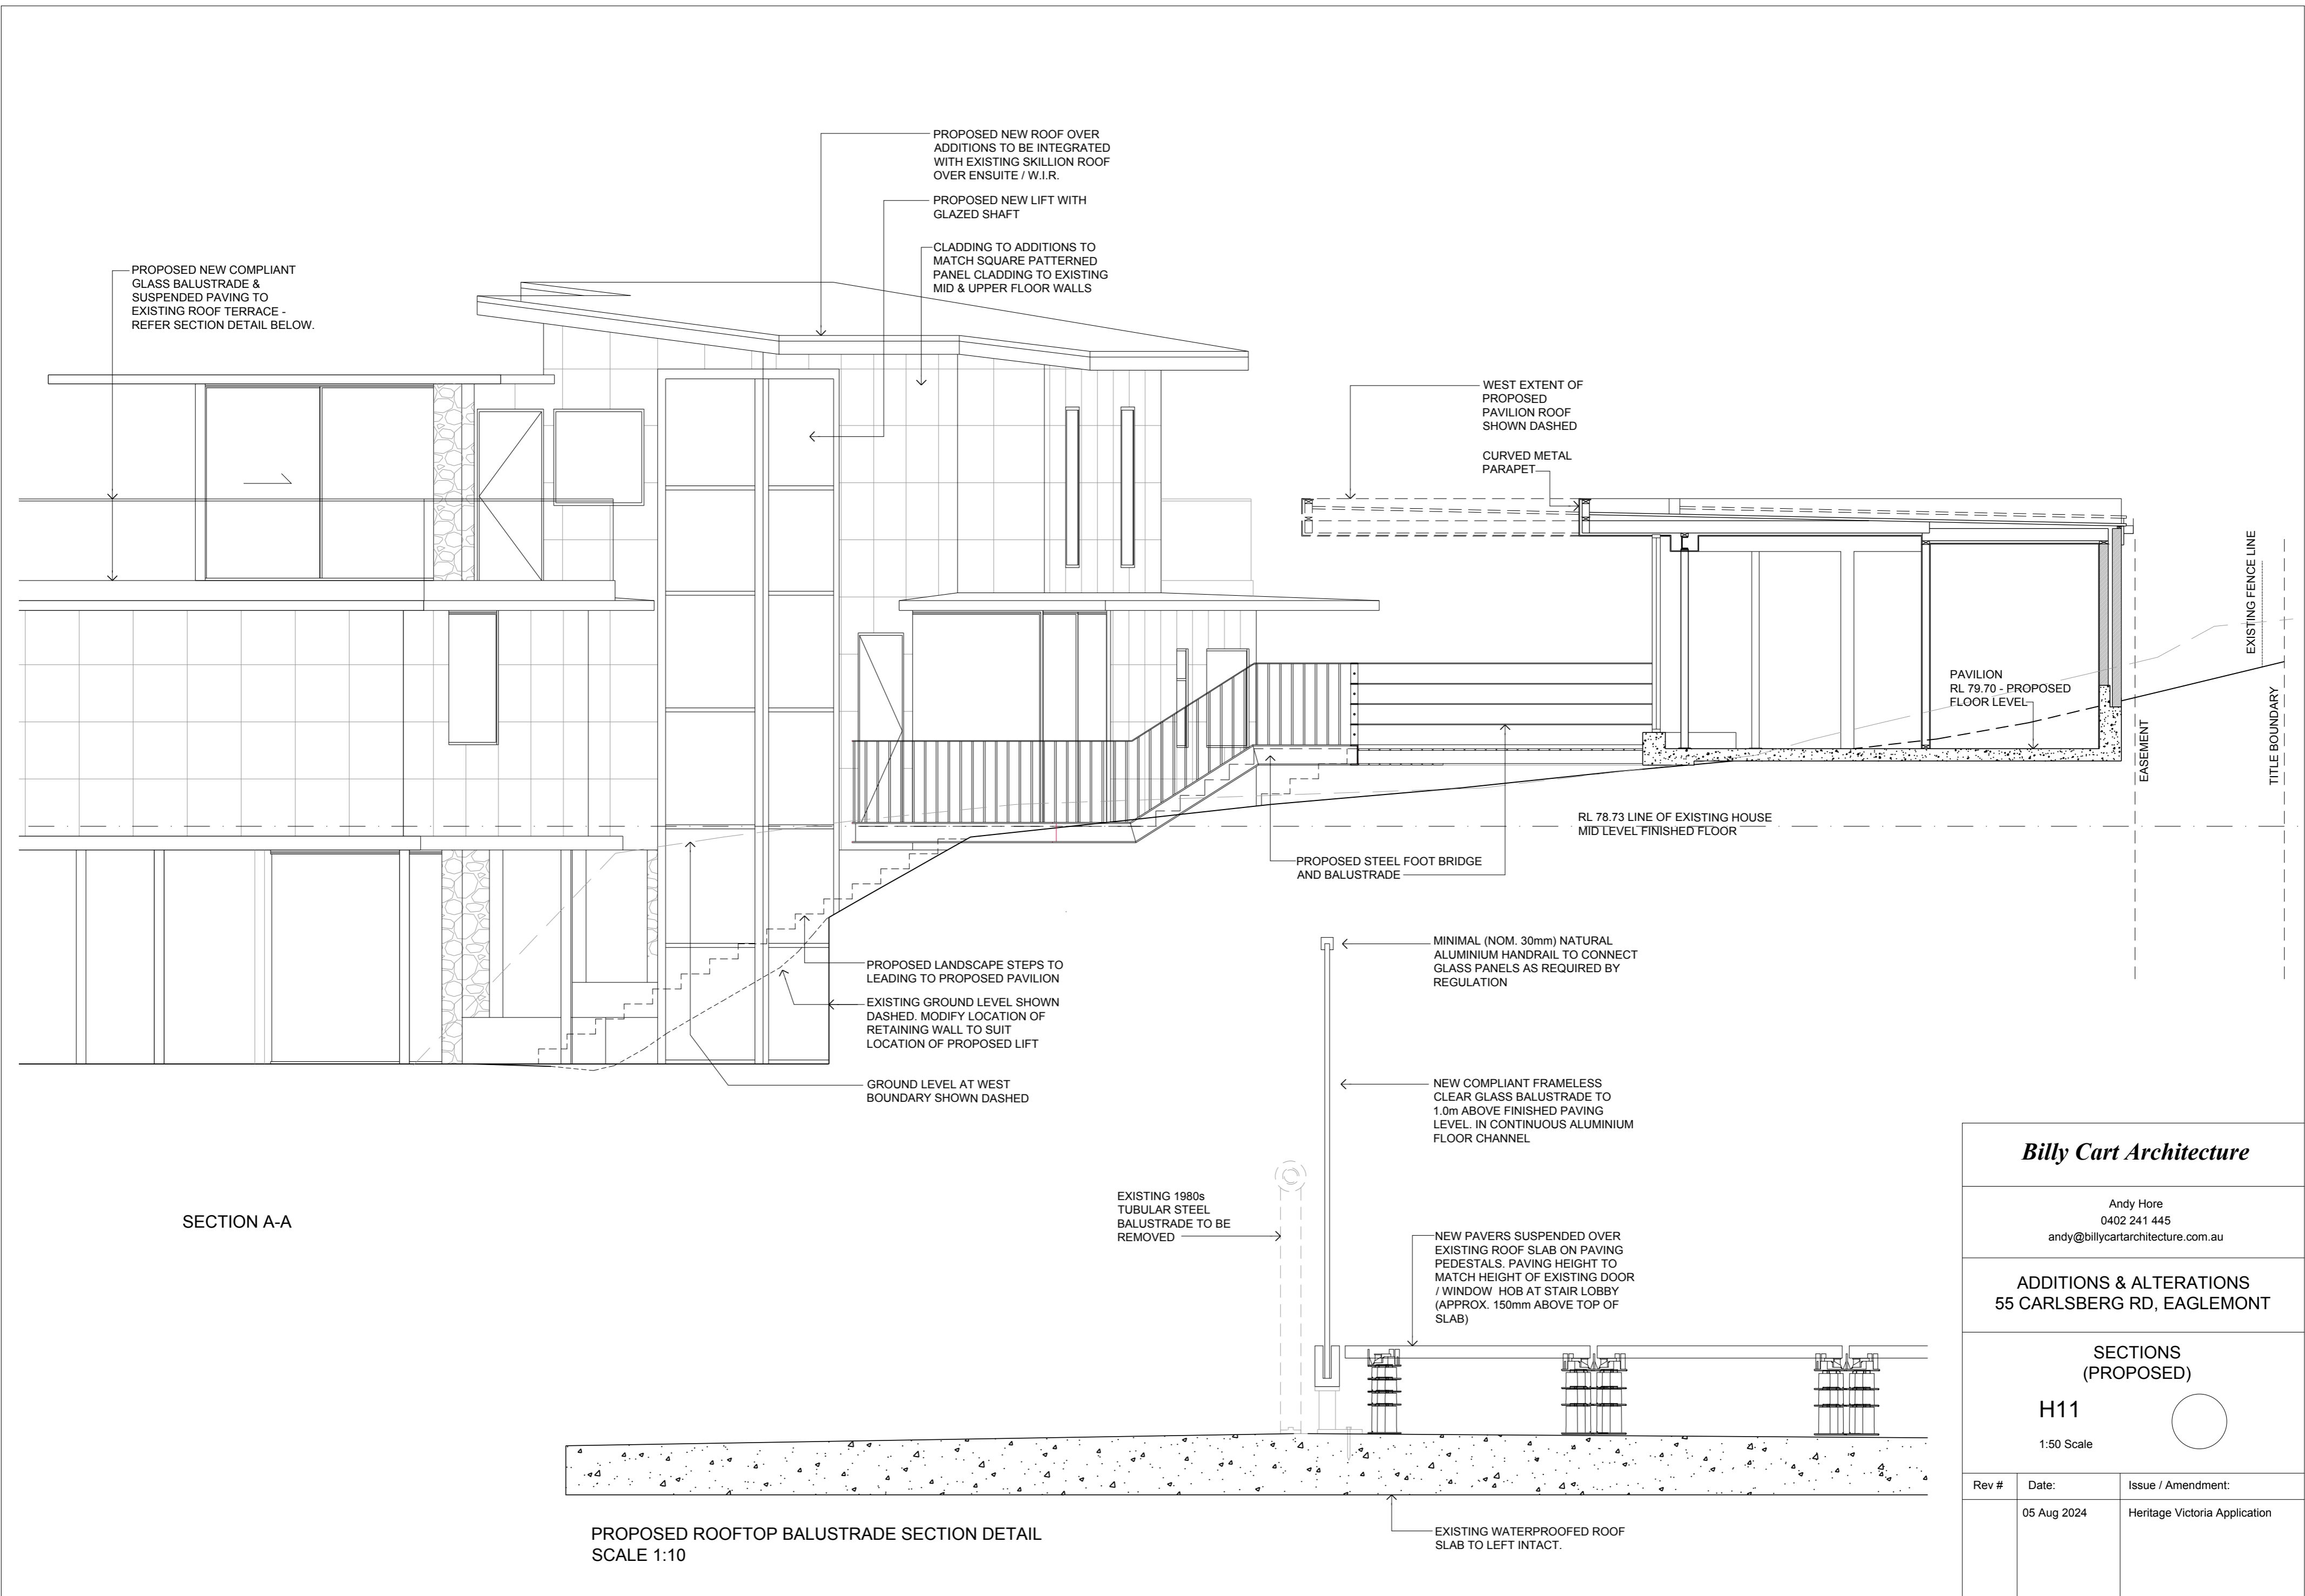 PROPOSED NEW ROOF OVER
ADDITIONS TO BE INTEGRATED
WITH EXISTING SKILLION ROOF
OVER ENSUITE / W.I.R.
PROPOSED NEW LIFT WITH
GLAZED SHAFT
CLADDING TO ADDITIONS TO
MATCH SQUARE PATTERNED
PANEL CLADDING TO EXISTING
MID & UPPER FLOOR WALLS
PROPOSED NEW COMPLIANT
GLASS BALUSTRADE &
SUSPENDED PAVING TO
EXISTING ROOF TERRACE -
REFER SECTION DETAIL BELOW.
WEST EXTENT OF
PROPOSED
PAVILION ROOF
SHOWN DASHED
CURVED METAL
PARAPET
EXISTING FENCE LINE
PAVILION
RL 79.70 - PROPOSED
FLOOR LEVEL
EASEMENT
TITLE BOUNDARY
RL 78.73 LINE OF EXISTING HOUSE
MID LEVEL FINISHED FLOOR
PROPOSED STEEL FOOT BRIDGE
AND BALUSTRADE
PROPOSED LANDSCAPE STEPS TO
LEADING TO PROPOSED PAVILION
EXISTING GROUND LEVEL SHOWN
DASHED. MODIFY LOCATION OF
RETAINING WALL TO SUIT
LOCATION OF PROPOSED LIFT
GROUND LEVEL AT WEST
BOUNDARY SHOWN DASHED
MINIMAL (NOM. 30mm) NATURAL
ALUMINIUM HANDRAIL TO CONNECT
GLASS PANELS AS REQUIRED BY
REGULATION
NEW COMPLIANT FRAMELESS
CLEAR GLASS BALUSTRADE TO
1.0m ABOVE FINISHED PAVING
LEVEL. IN CONTINUOUS ALUMINIUM
FLOOR CHANNEL
EXISTING 1980s
TUBULAR STEEL
BALUSTRADE TO BE
REMOVED
NEW PAVERS SUSPENDED OVER
EXISTING ROOF SLAB ON PAVING
PEDESTALS. PAVING HEIGHT TO
MATCH HEIGHT OF EXISTING DOOR
/ WINDOW HOB AT STAIR LOBBY
(APPROX. 150mm ABOVE TOP OF
SLAB)
SECTION A-A
EXISTING WATERPROOFED ROOF
SLAB TO LEFT INTACT.
PROPOSED ROOFTOP BALUSTRADE SECTION DETAIL
SCALE 1:10
Billy Cart Architecture
Andy Hore
0402 241 445
andy@billycartarchitecture.com.au
ADDITIONS & ALTERATIONS
55 CARLSBERG RD, EAGLEMONT
SECTIONS
(PROPOSED)
H11
1:50 Scale
Rev # Date: Issue / Amendment:
05 Aug 2024 Heritage Victoria Application